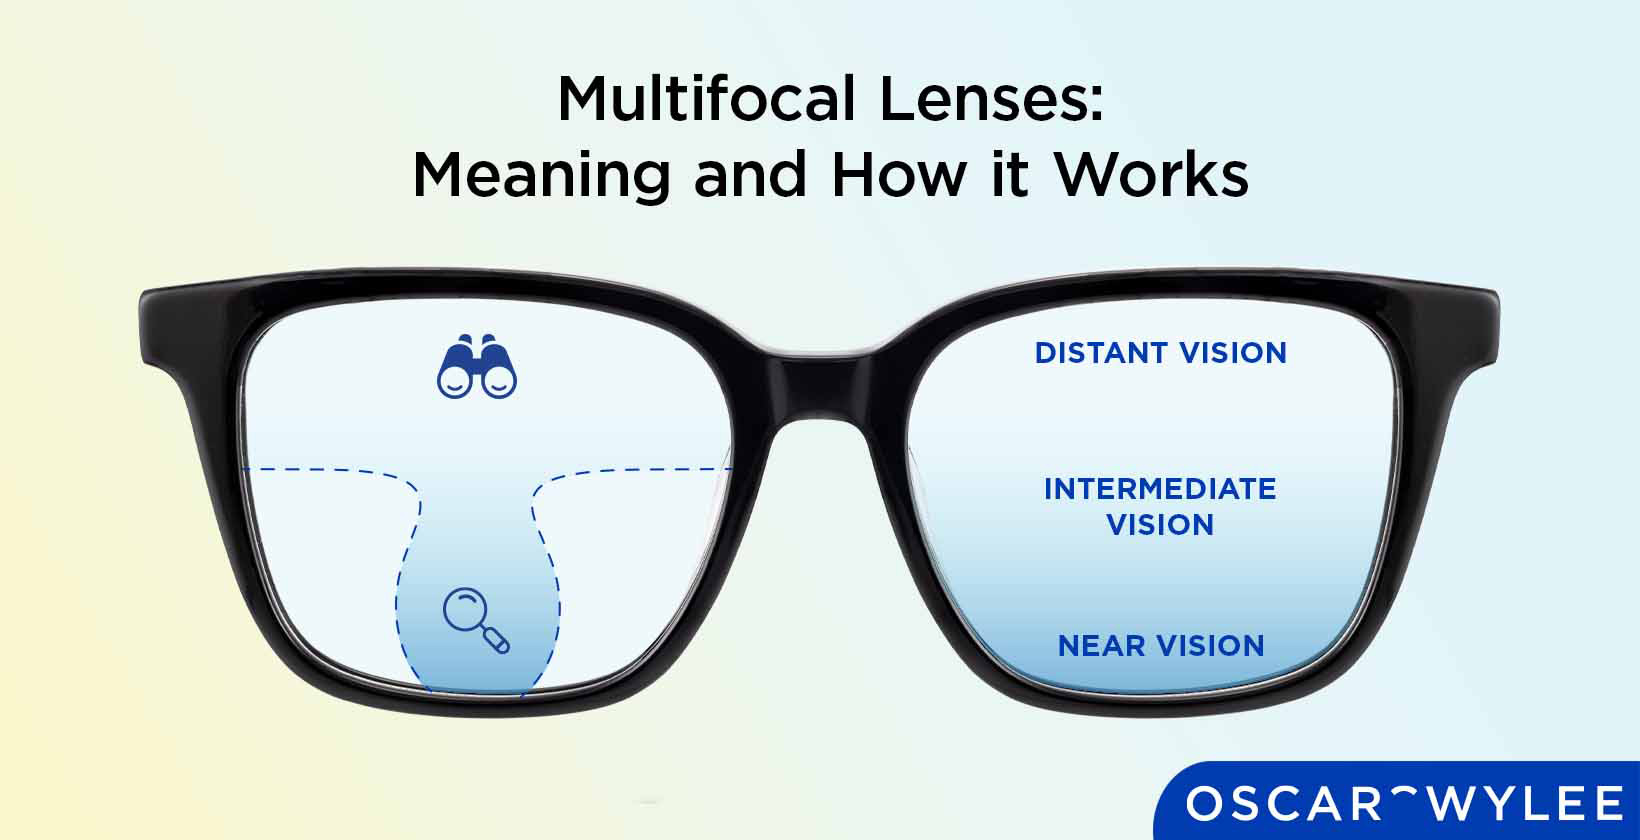 Multifocal Lenses:
Meaning and How it Works
DISTANT VISION
INTERMEDIATE
VISION
NEAR VISION
OSCAR WYLEE